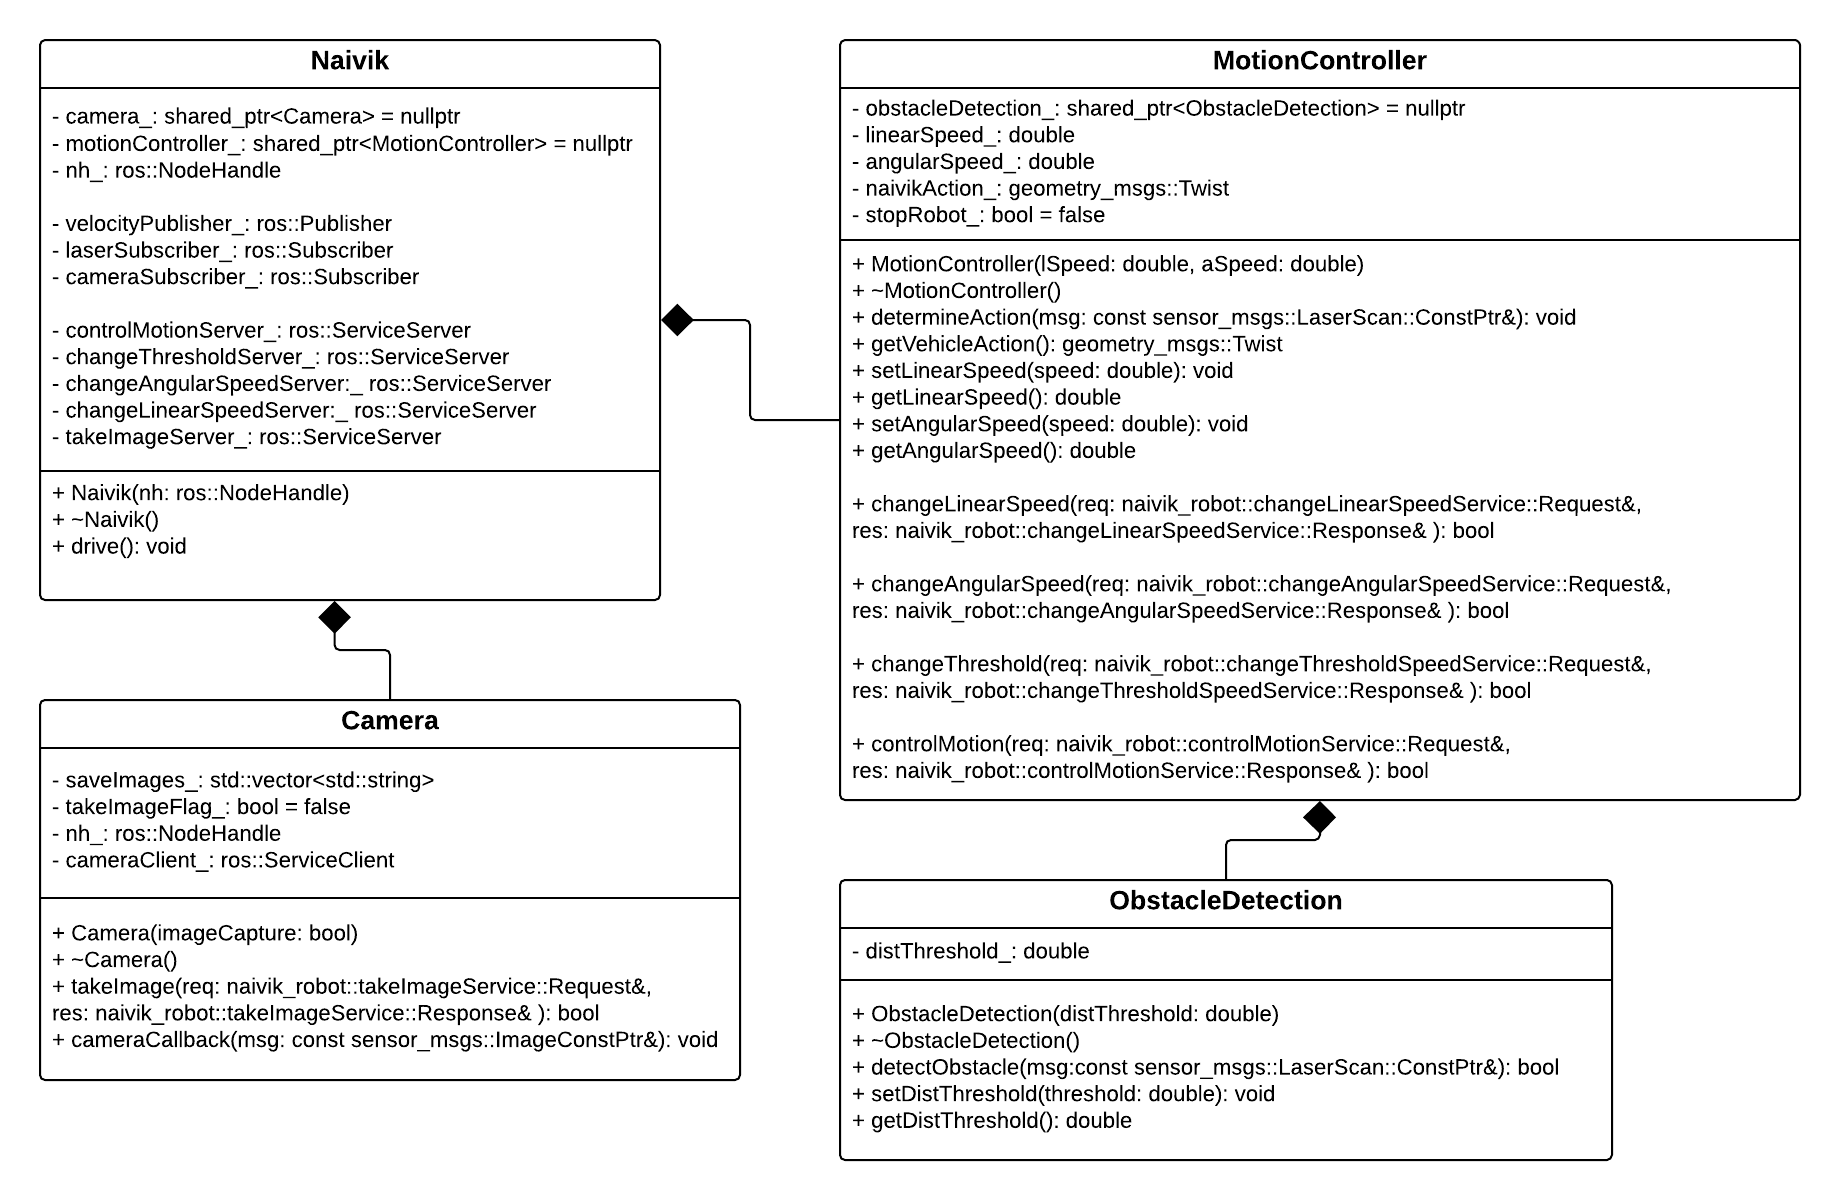 Naivik
- camera_: shared_ptr<Camera> = nullptr
- motionController_: shared_ptr<MotionController> = nullptr
- nh_: ros::NodeHandle
- velocityPublisher_: ros::Publisher
- laserSubscriber_: ros::Subscriber
- cameraSubscriber_: ros::Subscriber
- controlMotionServer_: ros::ServiceServer
- changeThresholdServer_: ros::ServiceServer
- changeAngularSpeedServer:_ ros::ServiceServer
- changeLinearSpeedServer:_ ros::ServiceServer
- takeImageServer_: ros::ServiceServer
+ Naivik(nh: ros::NodeHandle)
+ ~Naivik()
+ drive(): void
MotionController
- obstacleDetection_: shared_ptr<ObstacleDetection> = nullptr
- linearSpeed_: double
- angularSpeed_: double
- naivikAction_: geometry_msgs::Twist
- stopRobot_: bool = false
+ MotionController(lSpeed: double, aSpeed: double)
+ ~MotionController()
+ determineAction(msg: const sensor_msgs::LaserScan::ConstPtr&): void
+ getVehicleAction(): geometry_msgs::Twist
+ setLinearSpeed(speed: double): void
+ getLinearSpeed(): double
+ setAngularSpeed(speed: double): void
+ getAngularSpeed(): double
+ changeLinearSpeed(req: naivik_robot::changeLinearSpeedService::Request&,
res: naivik_robot::changeLinearSpeedService::Response& ): bool
+ changeAngularSpeed(req: naivik_robot::changeAngularSpeedService::Request&,
res: naivik_robot::changeAngularSpeedService::Response& ): bool
+ changeThreshold(req: naivik_robot::changeThresholdSpeedService::Request&,
res: naivik_robot::changeThresholdSpeedService::Response& ): bool
+ controlMotion(req: naivik_robot::controlMotionService::Request&,
res: naivik_robot::controlMotionService::Response& ): bool
Camera
- saveImages_: std::vector<std::string>
- takeImageFlag_: bool = false
- nh_: ros::NodeHandle
- cameraClient_: ros::ServiceClient
+ Camera(imageCapture: bool)
+ ~Camera()
+ takeImage(req: naivik_robot::takeImageService::Request&,
res: naivik_robot::takeImageService::Response& ): bool
+ cameraCallback(msg: const sensor_msgs::ImageConstPtr&): void
ObstacleDetection
- distThreshold_: double
+ ObstacleDetection(distThreshold: double)
+ ~ObstacleDetection()
+ detectObstacle(msg:const sensor_msgs::LaserScan::ConstPtr&): bool
+ setDistThreshold(threshold: double): void
+ getDistThreshold(): double